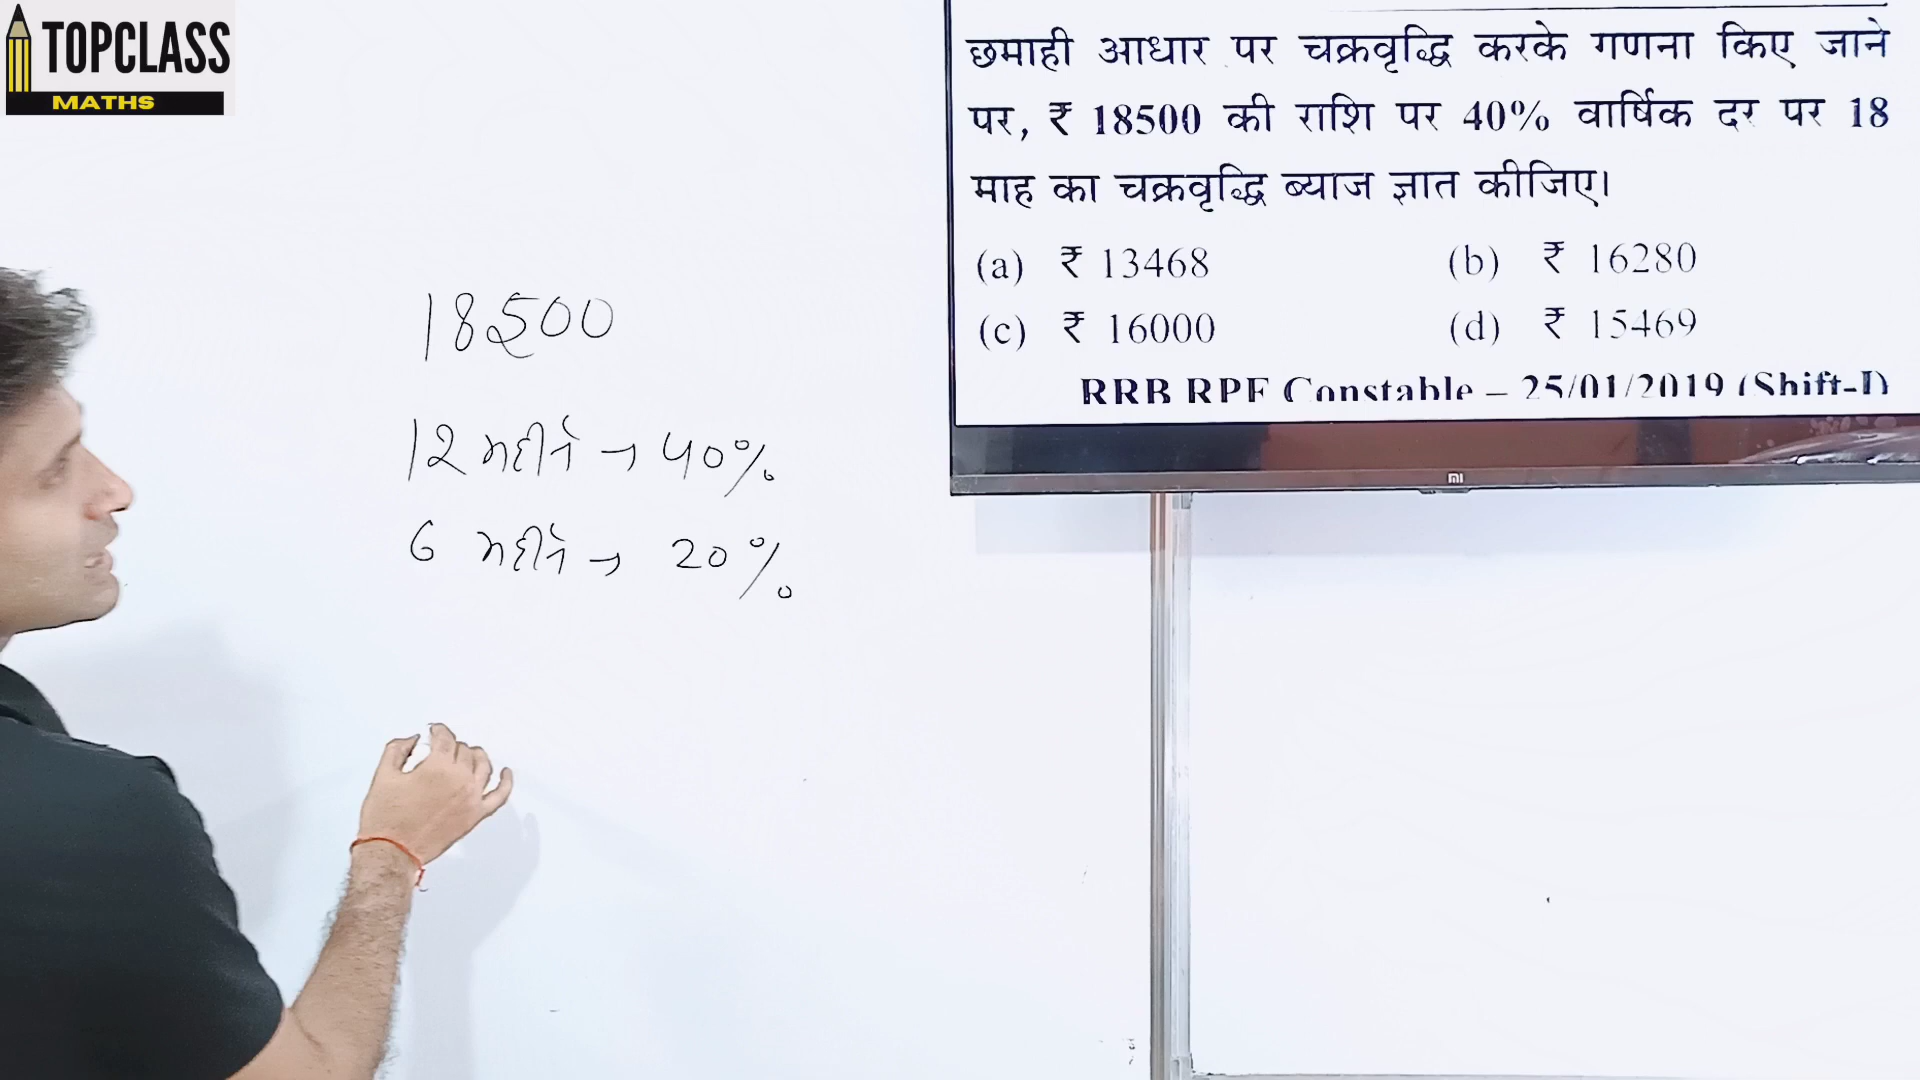 TOPCLASS
MATHS
छमाही आधार पर चक्रवृद्धि करके गणना किए जाने
पर, ₹ 18500 की राशि पर 40% वार्षिक दर पर 18
माह का चक्रवृद्धि ब्याज ज्ञात कीजिए।
(a) ₹ 13468 (b) ₹ 16280
(c) ₹ 16000 (d) ₹ 15469
RRB RPF Constable – 25/01/2019 (Shift-I)
mi
18500
12 महीने → 40%
6 महीने → 20%